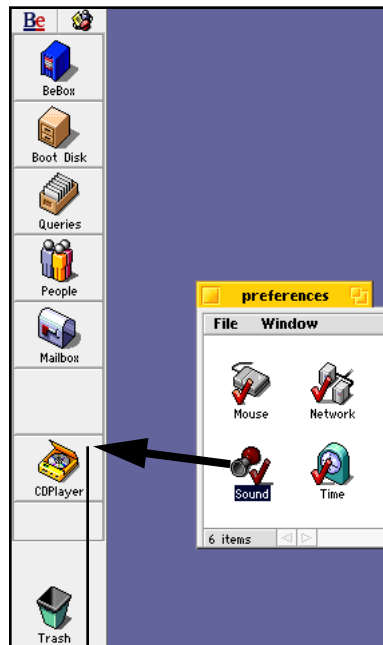 Be
BeBox
Boot Disk
Queries
People
Mailbox
CDPlayer
Trash
preferences
File Window
Mouse Network
Sound Time
6 items